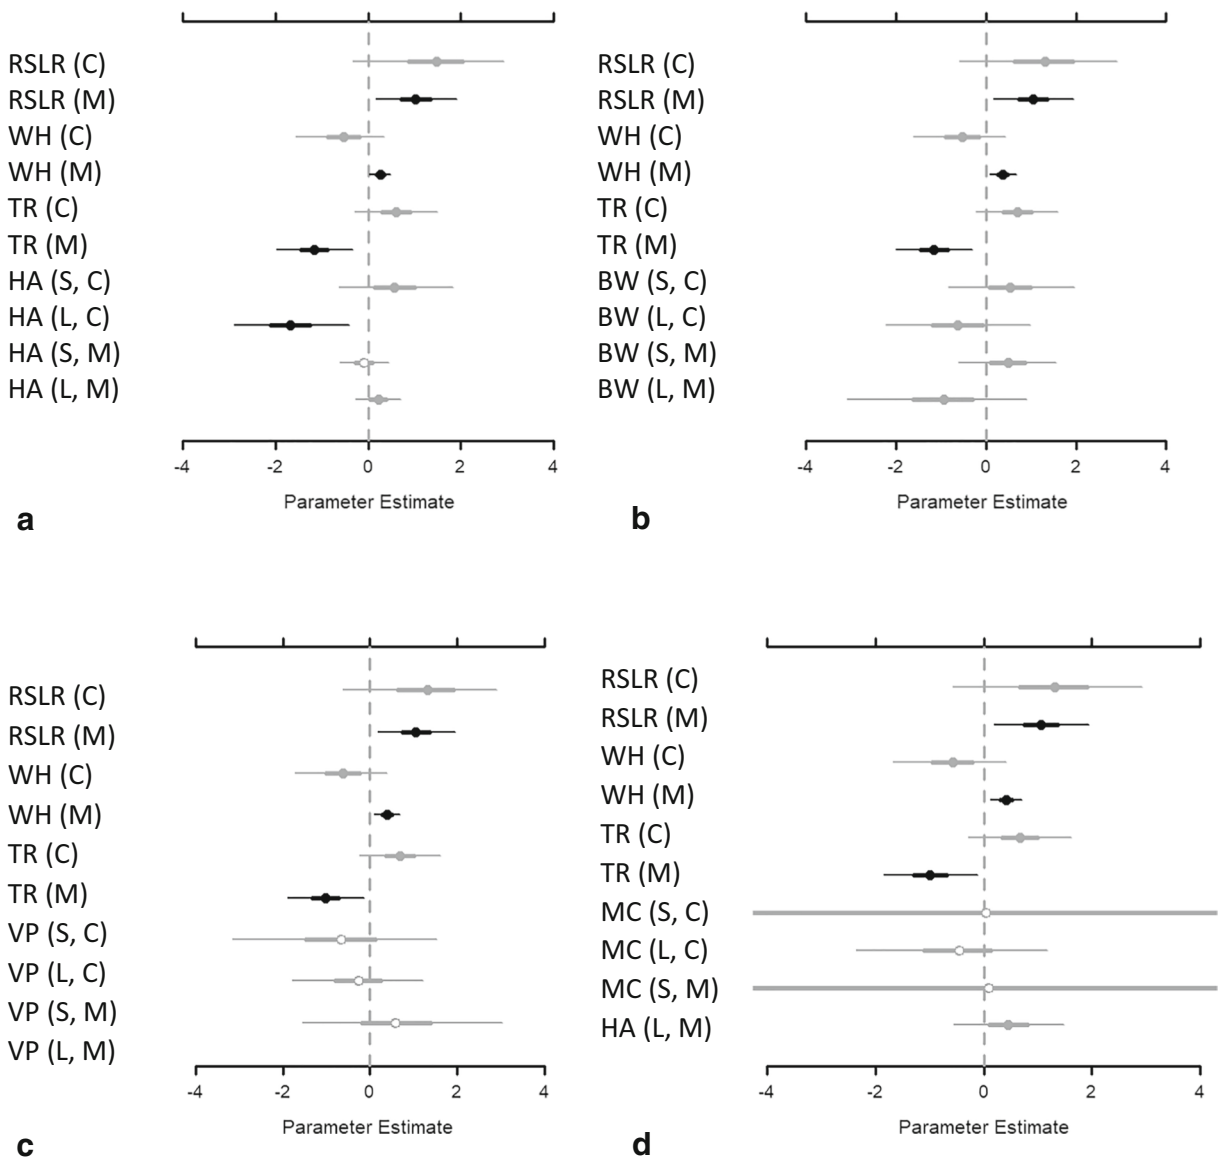 RSLR (C)
RSLR (M)
WH (C)
WH (M)
TR (C)
TR (M)
HA (S, C)
HA (L, C)
HA (S, M)
HA (L, M)
-4 -2 0 2 4
Parameter Estimate
a
RSLR (C)
RSLR (M)
WH (C)
WH (M)
TR (C)
TR (M)
BW (S, C)
BW (L, C)
BW (S, M)
BW (L, M)
-4 -2 0 2 4
Parameter Estimate
b
RSLR (C)
RSLR (M)
WH (C)
WH (M)
TR (C)
TR (M)
VP (S, C)
VP (L, C)
VP (S, M)
VP (L, M)
-4 -2 0 2 4
Parameter Estimate
c
RSLR (C)
RSLR (M)
WH (C)
WH (M)
TR (C)
TR (M)
MC (S, C)
MC (L, C)
MC (S, M)
HA (L, M)
-4 -2 0 2 4
Parameter Estimate
d